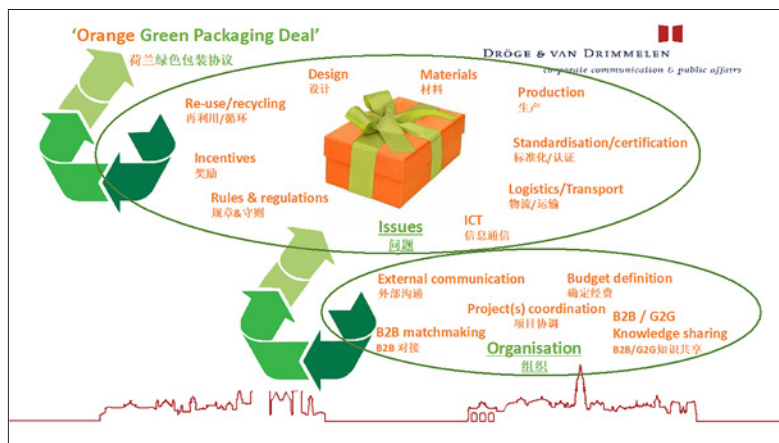 ‘Orange Green Packaging Deal’
荷兰绿色包装协议
DRÖGE & VAN DRIMMELEN
corporate communication & public affairs
Design
设计
Materials
材料
Re-use/recycling
再利用/循环
Production
生产
Incentives
奖励
Standardisation/certification
标准化/认证
Rules & regulations
规章&守则
Logistics/Transport
物流/运输
ICT
信息通信
Issues
问题
External communication
外部沟通
Budget definition
确定经费
Project(s) coordination
项目协调
B2B / G2G
Knowledge sharing
B2B/G2G知识共享
B2B matchmaking
B2B 对接
Organisation
组织